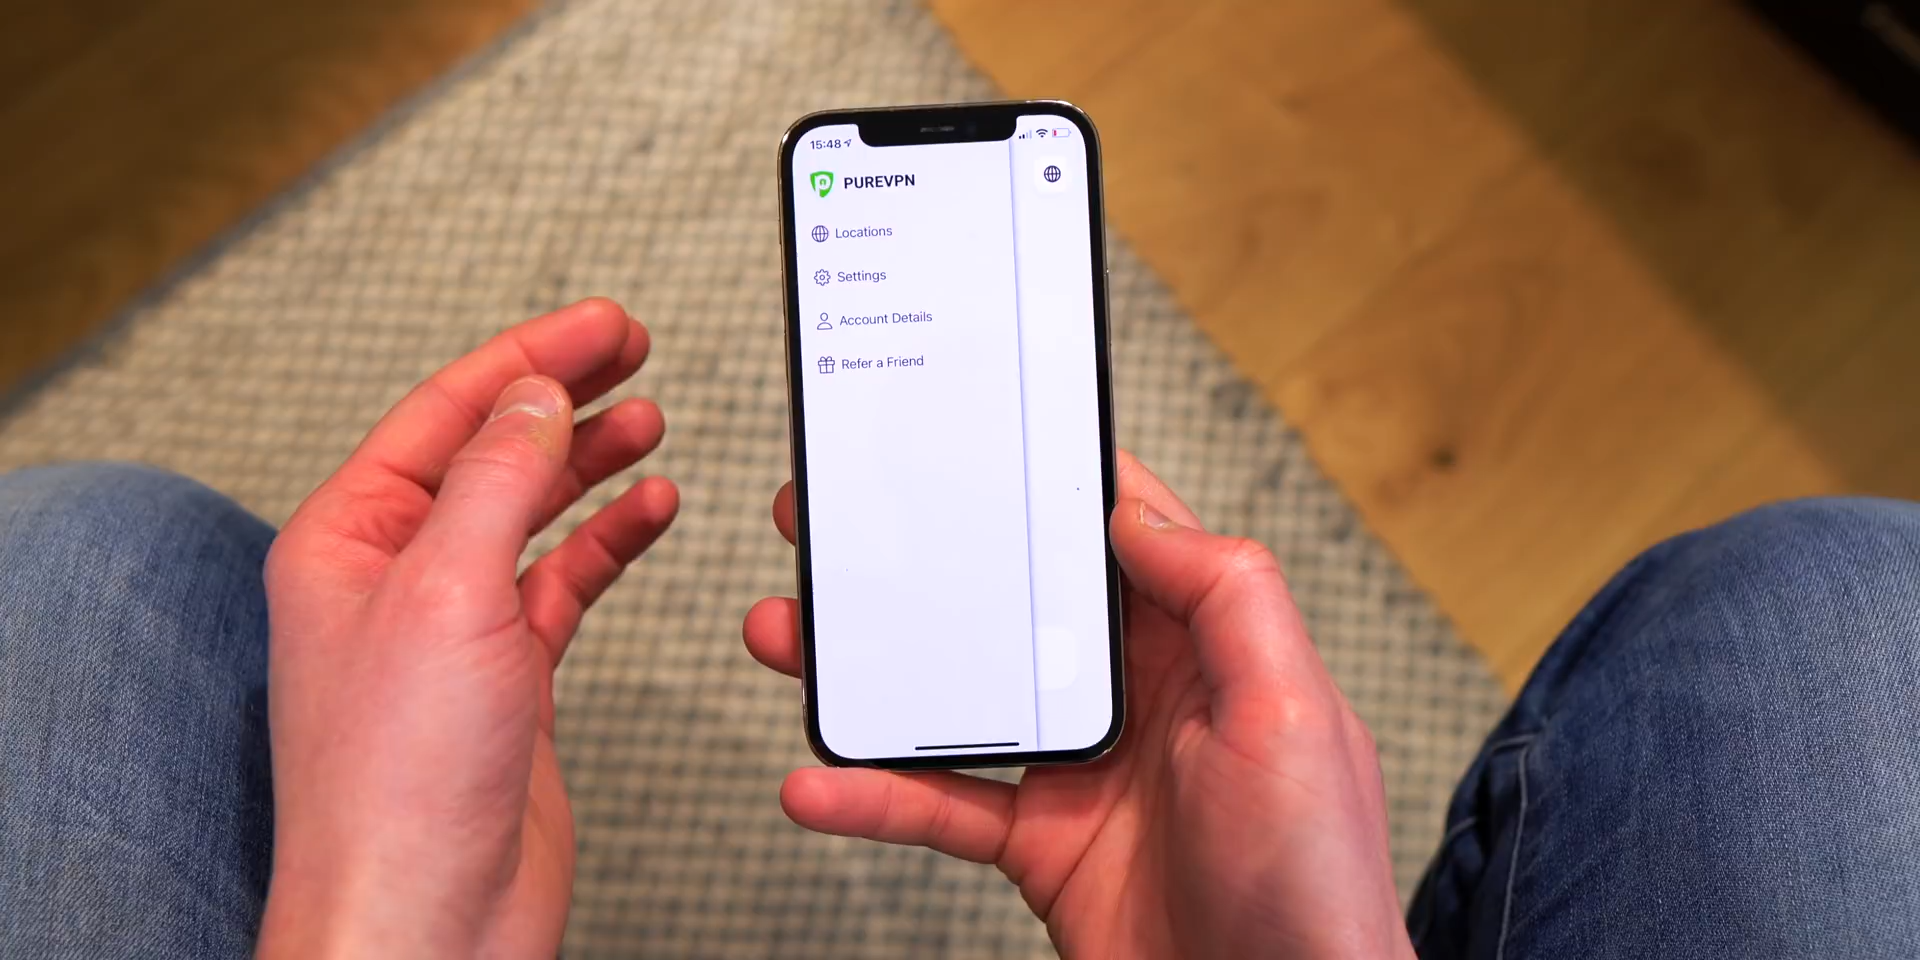 15:48
PUREVPN
Locations
Settings
Account Details
Refer a Friend